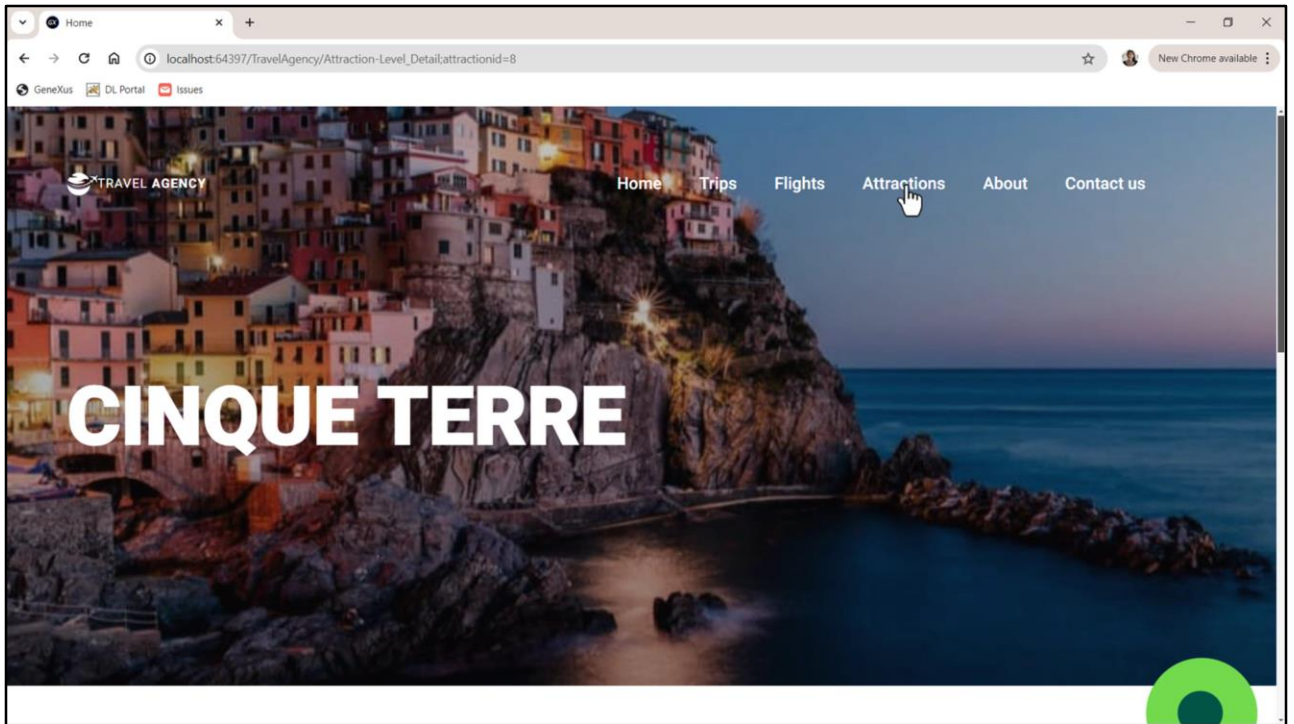 Home
localhost:64397/TravelAgency/Attraction-Level_Detail;attractionid=8
New Chrome available
GeneXus DL Portal Issues
TRAVEL AGENCY Home Trips Flights Attractions About Contact us
CINQUE TERRE